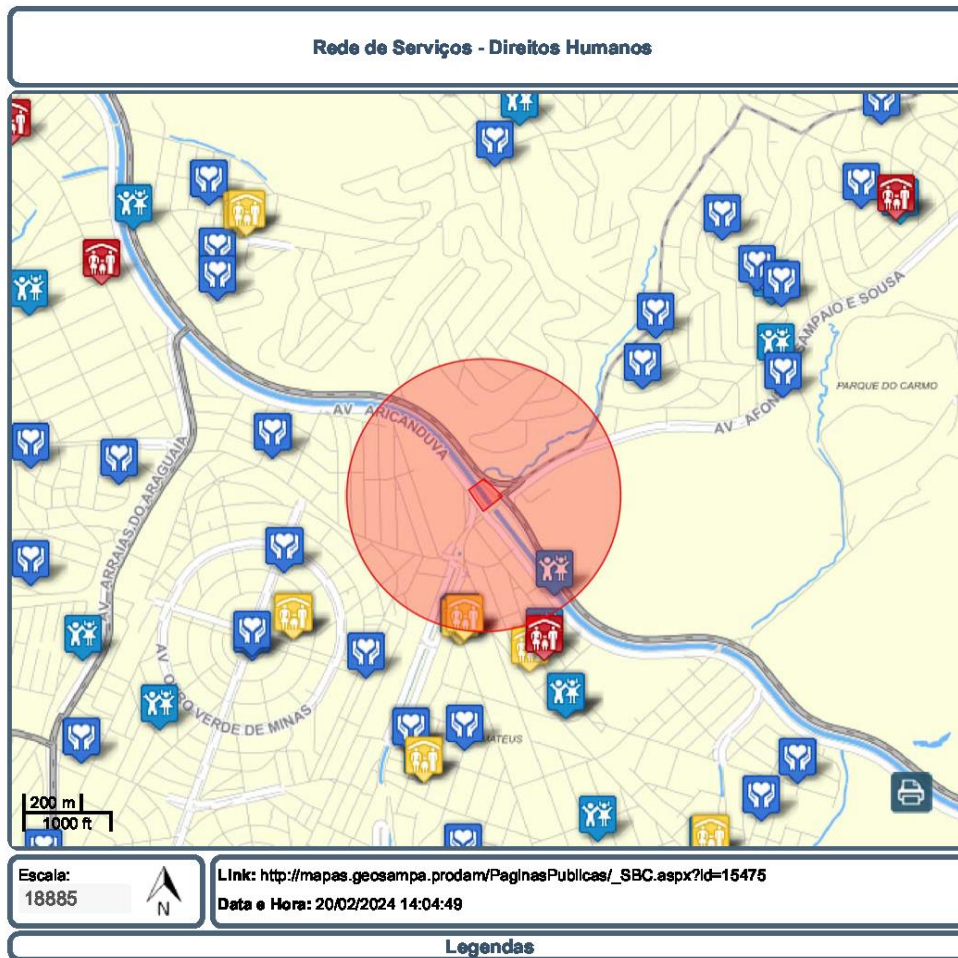 Rede de Serviços - Direitos Humanos
SAMPAIO E SOUSA
PARQUE DO CARMO
AV ARICANDUVA
AV AFON
AV ARRAIAS DO ARAGUAIA
AV O RO VERDE DE MINAS
MATEUS
200 m
1000 ft
Escala:
18885
N
Link: http://mapas.geosampa.prodam/PaginasPublicas/_SBC.aspx?id=15475
Data e Hora: 20/02/2024 14:04:49
Legendas